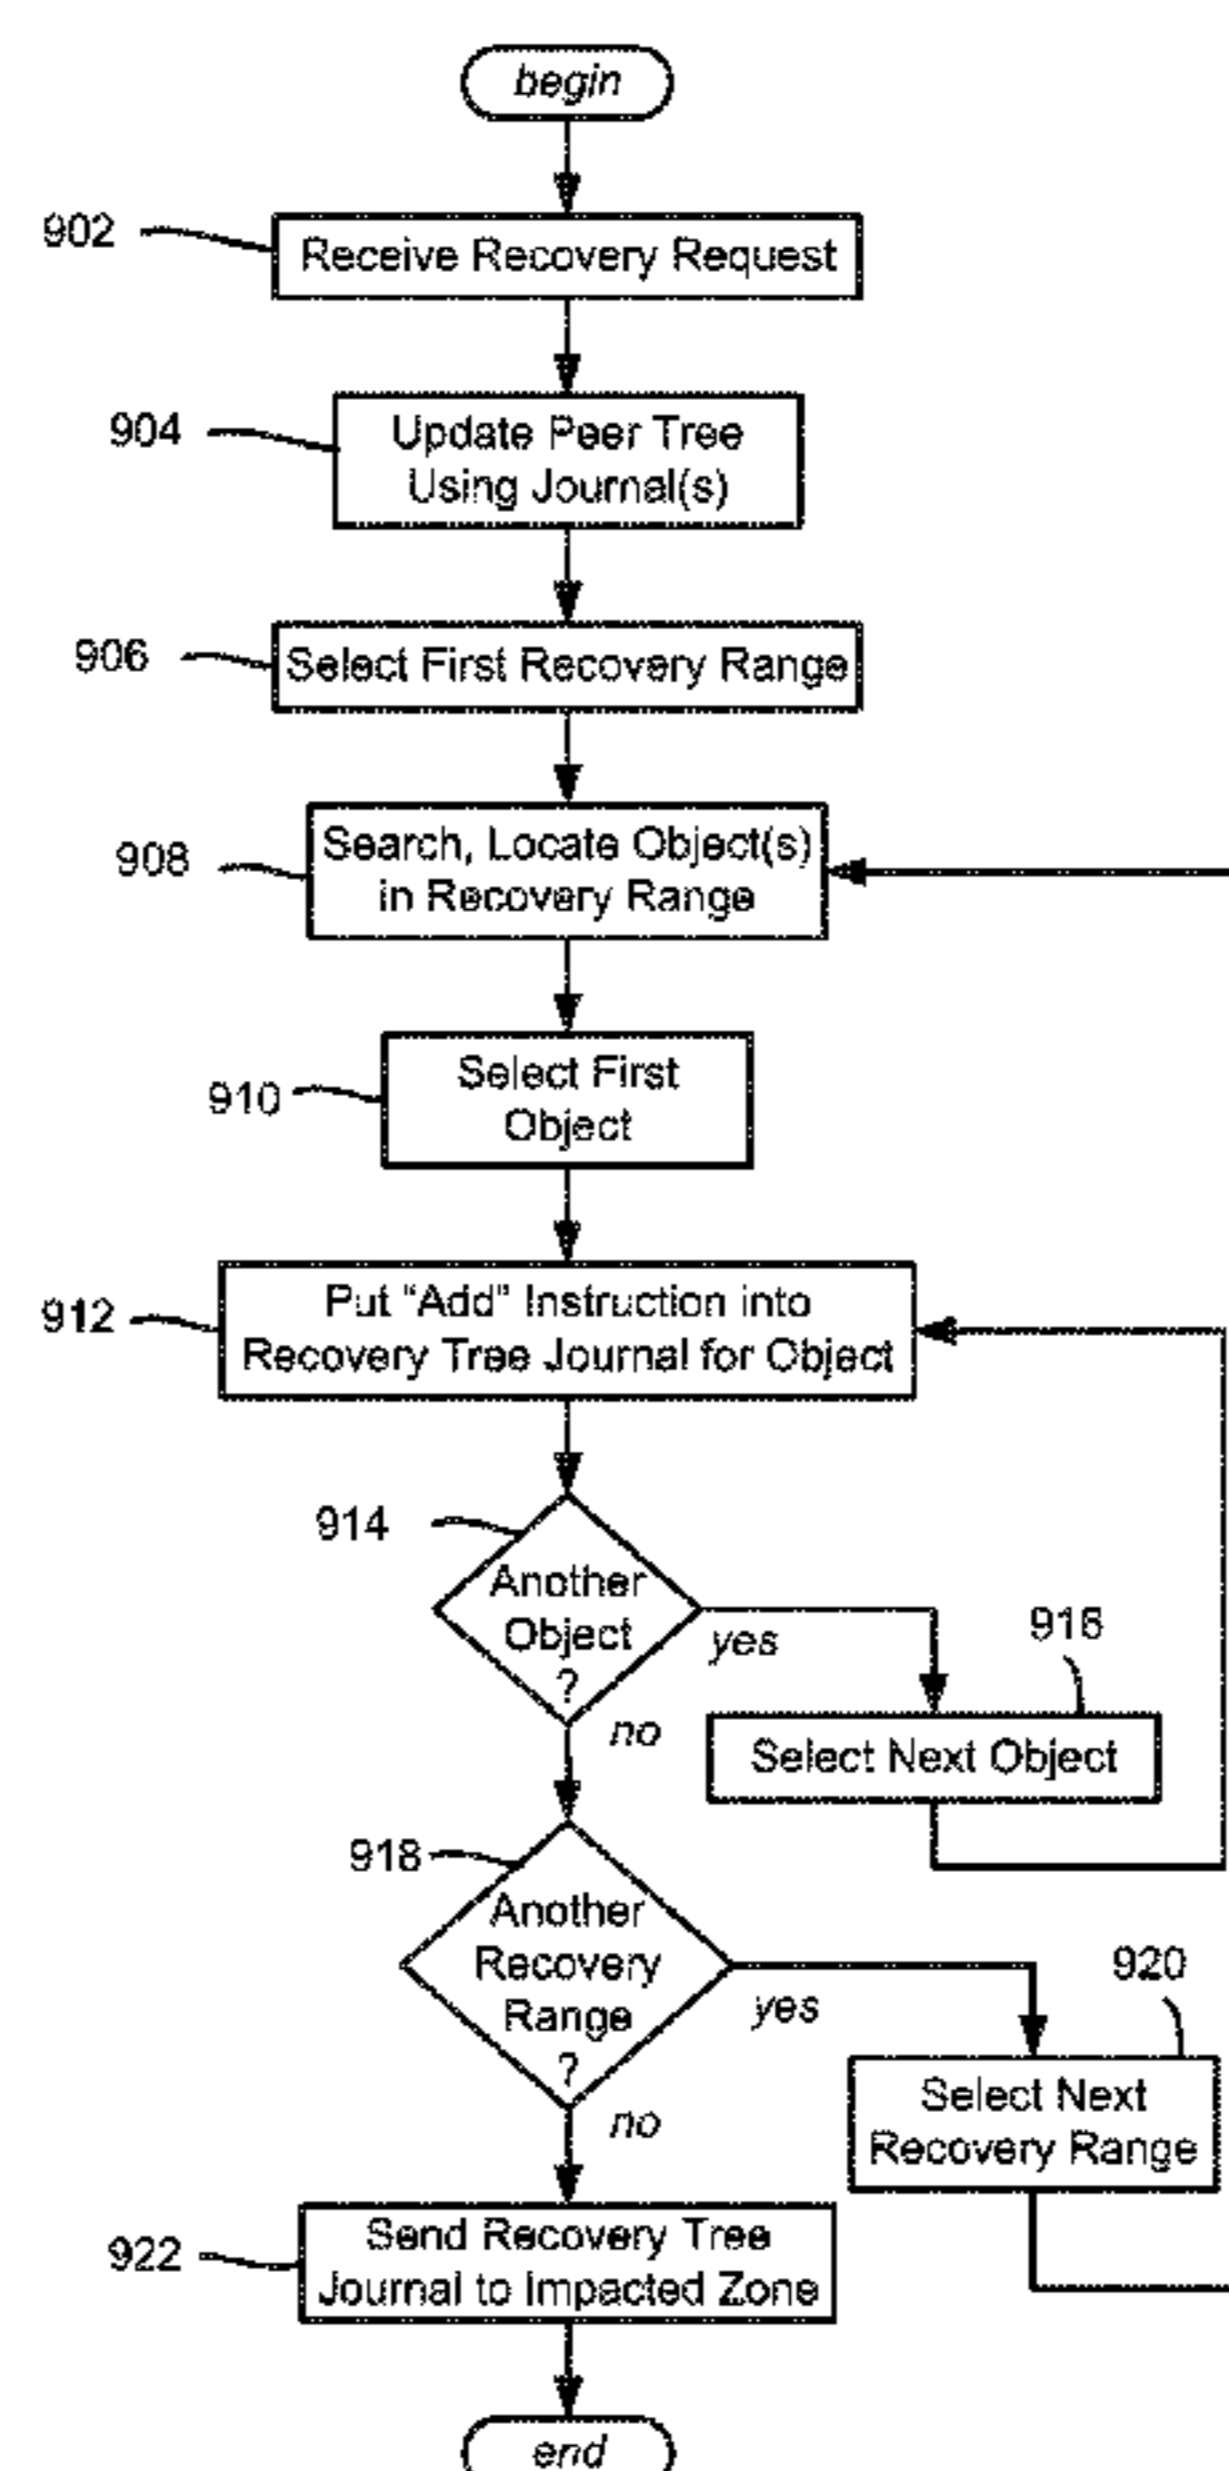 begin
902
Receive Recovery Request
904
Update Peer Tree
Using Journal(s)
906
Select First Recovery Range
908
Search, Locate Object(s)
in Recovery Range
910
Select First
Object
912
Put “Add” Instruction into
Recovery Tree Journal for Object
914
Another
Object
?
yes
no
916
Select Next Object
918
Another
Recovery
Range
?
yes
no
920
Select Next
Recovery Range
922
Send Recovery Tree
Journal to Impacted Zone
end